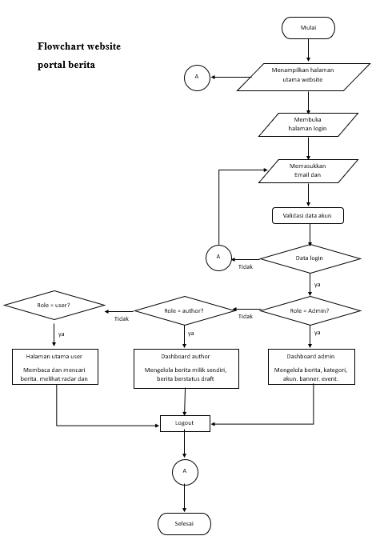 Flowchart website
portal berita
Mulai
A
Menampilkan halaman
utama website
Membuka
halaman login
Memasukkan
Email dan
Validasi data akun
A
Data login
Tidak
ya
Role = user?
Role = author?
Role = Admin?
Tidak
Tidak
ya
ya
ya
Halaman utama user
Membaca dan mencari
berita, melihat radar dan
Dashboard author
Mengelola berita milik sendiri,
berita berstatus draft
Dashboard admin
Mengelola berita, kategori,
akun, banner, event.
Logout
A
Selesai